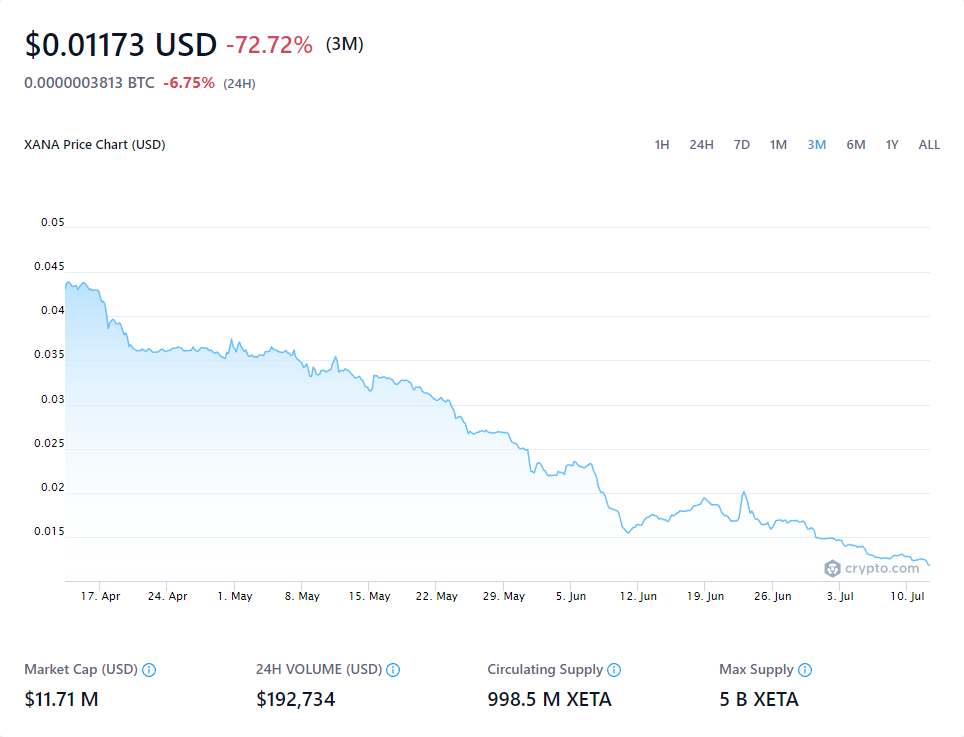 $0.01173 USD -72.72% (3M)
0.0000003813 BTC -6.75% (24H)
XANA Price Chart (USD)
1H 24H 7D 1M 3M 6M 1Y ALL
0.05
0.045
0.04
0.035
0.03
0.025
0.02
0.015
crypto.com
17. Apr 24. Apr 1. May 8. May 15. May 22. May 29. May 5. Jun 12. Jun 19. Jun 26. Jun 3. Jul 10. Jul
Market Cap (USD) 24H VOLUME (USD) Circulating Supply Max Supply
$11.71 M $192,734 998.5 M XETA 5 B XETA